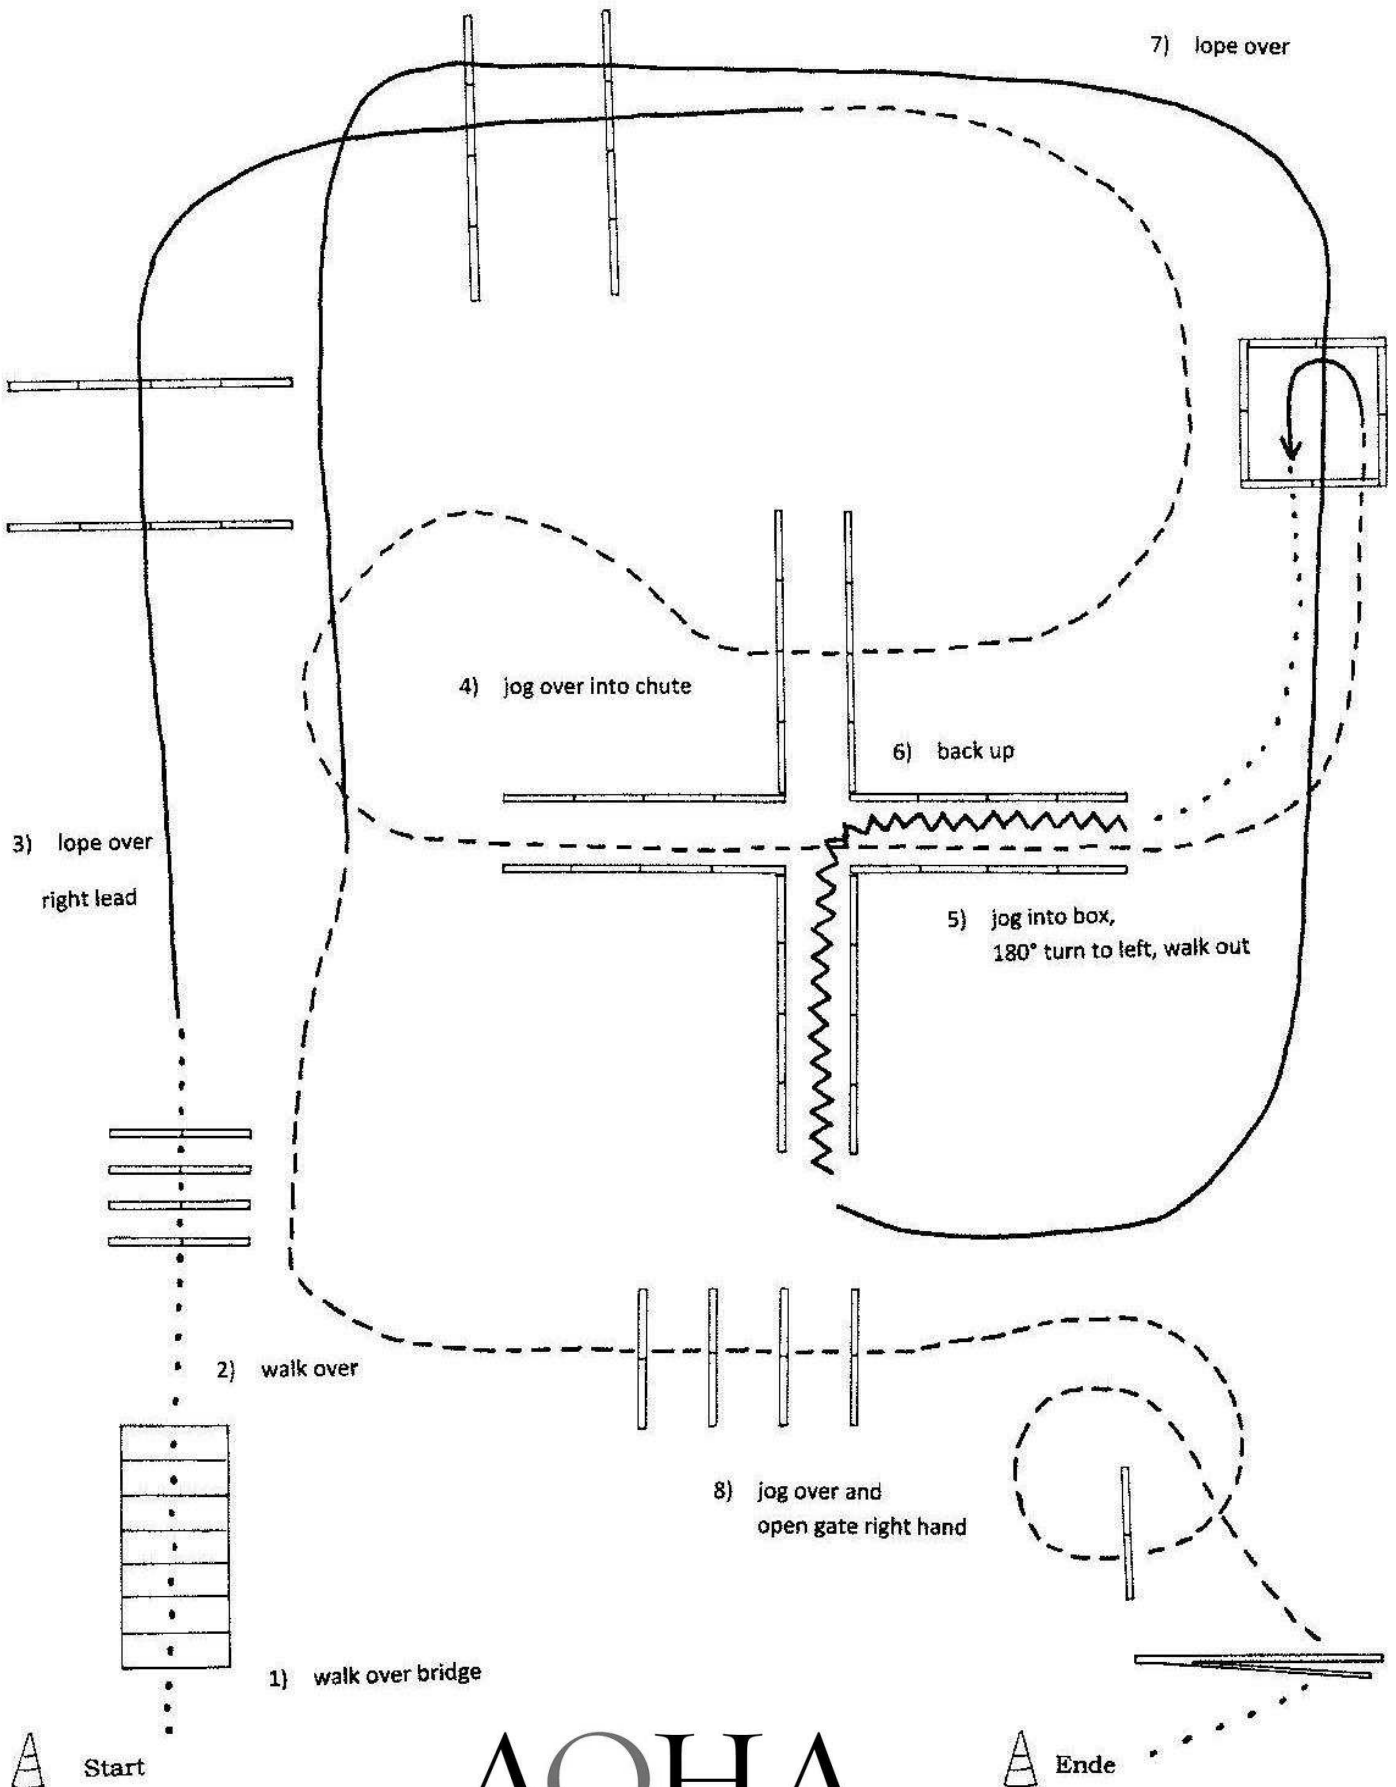 7) lope over
4) jog over into chute
6) back up
3) lope over
right lead
5) jog into box,
180° turn to left, walk out
2) walk over
8) jog over and
open gate right hand
1) walk over bridge
Start
Ende
AQHA